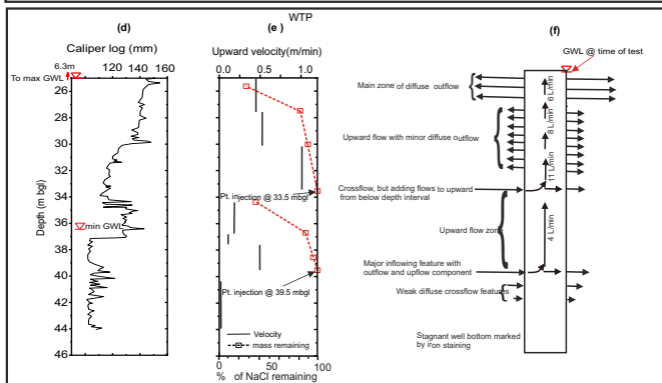 WTP
(d)
Caliper log (mm)
120 140 160
6.3m
To max GWL
26
28
30
32
34
36
38
40
42
44
46
Depth (m bgl)
min GWL
(e )
Upward velocity(m/min)
0.0 0.5 1.0
Pt. injection @ 33.5 mbgl
Pt. injection @ 39.5 mbgl
Velocity
mass remaining
0 20 40 60 80 100
% of NaCl remaining
(f)
GWL @ time of test
Main zone of diffuse outflow
6 L/min
8 L/min
Upward flow with minor diffuse outflow
11 L/min
Crossflow, but adding flows to upward
from below depth interval
Upward flow zone
4 L/min
Major inflowing feature with
outflow and upflow component
Weak diffuse crossflow features
Stagnant well bottom marked
by iron staining